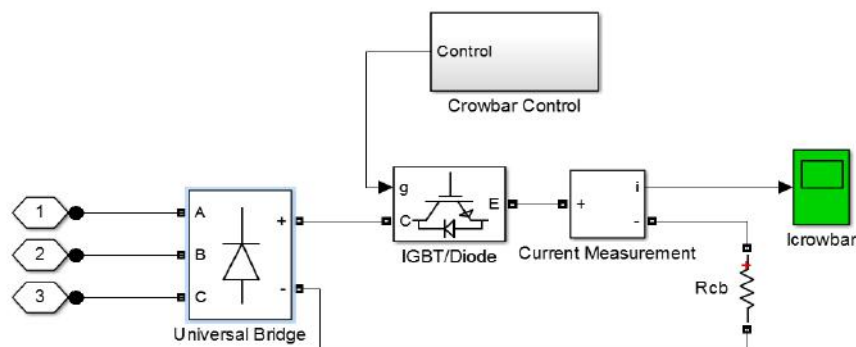 Control
Crowbar Control
g
C
E
IGBT/Diode
+
i
-
Current Measurement
Icrowbar
1
2
3
A
B
C
+
-
Universal Bridge
+
Rcb